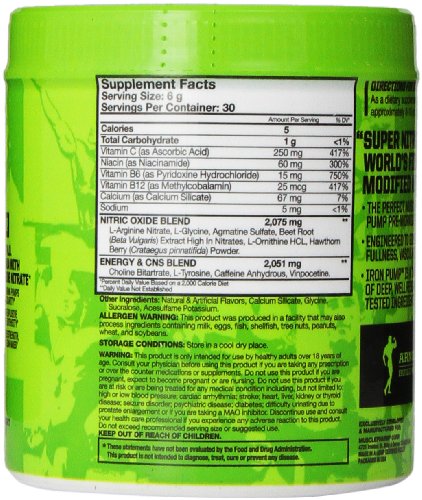 Supplement Facts
Serving Size: 6 g
Servings Per Container: 30
Amount Per Serving % DV*
Calories 5
Total Carbohydrate 1 g <1%
Vitamin C (as Ascorbic Acid) 250 mg 417%
Niacin (as Niacinamide) 60 mg 300%
Vitamin B6 (as Pyridoxine Hydrochloride) 15 mg 750%
Vitamin B12 (as Methylcobalamin) 25 mcg 417%
Calcium (as Calcium Silicate) 67 mg 7%
Sodium 5 mg <1%
NITRIC OXIDE BLEND 2,075 mg **
L-Arginine Nitrate, L-Glycine, Agmatine Sulfate, Beet Root
(Beta Vulgaris) Extract High In Nitrates, L-Ornithine HCL, Hawthorn
Berry (Crataegus pinnatifida) Powder.
ENERGY & CNS BLEND 2,051 mg **
Choline Bitartrate, L-Tyrosine, Caffeine Anhydrous, Vinpocetine.
*Percent Daily Value Based on a 2,000 Calorie Diet
**Daily Value Not Established
Other Ingredients: Natural & Artificial Flavors, Calcium Silicate, Glycine,
Sucralose, Acesulfame Potassium.
ALLERGEN WARNING: This product was produced in a facility that may also
process ingredients containing milk, eggs, fish, shellfish, tree nuts, peanuts,
wheat, and soybeans.
STORAGE CONDITIONS: Store in a cool dry place.
WARNING: This product is only intended for use by healthy adults over 18 years of
age. Consult your physician before using this product if you are taking any prescription
or over the counter medications or supplements. Do not use this product if you are
pregnant, expect to become pregnant or are nursing. Do not use this product if you
are at risk or are being treated for any medical condition including, but not limited to:
high or low blood pressure; cardiac arrhythmia; stroke; heart, liver, kidney or thyroid
disease; seizure disorder; psychiatric disease; diabetes; difficulty urinating due to
prostate enlargement or if you are taking a MAO inhibitor. Discontinue use and consult
your health care professional if you experience any adverse reaction to this product.
Do not exceed recommended serving size or suggested use.
KEEP OUT OF REACH OF CHILDREN.
*These statements have not been evaluated by the Food and Drug Administration.
This product is not intended to diagnose, treat, cure or prevent any disease.
DIRECTIONS
As a dietary supplem
approximately
"SUPER NITR
WORLD'S F
MODIFIED
THE PERFECT
PUMP PRE-WOR
ENGINEERED TO
FULLNESS,
IRON PUMP
OF DEER,
TESTED INGREDI
ARN